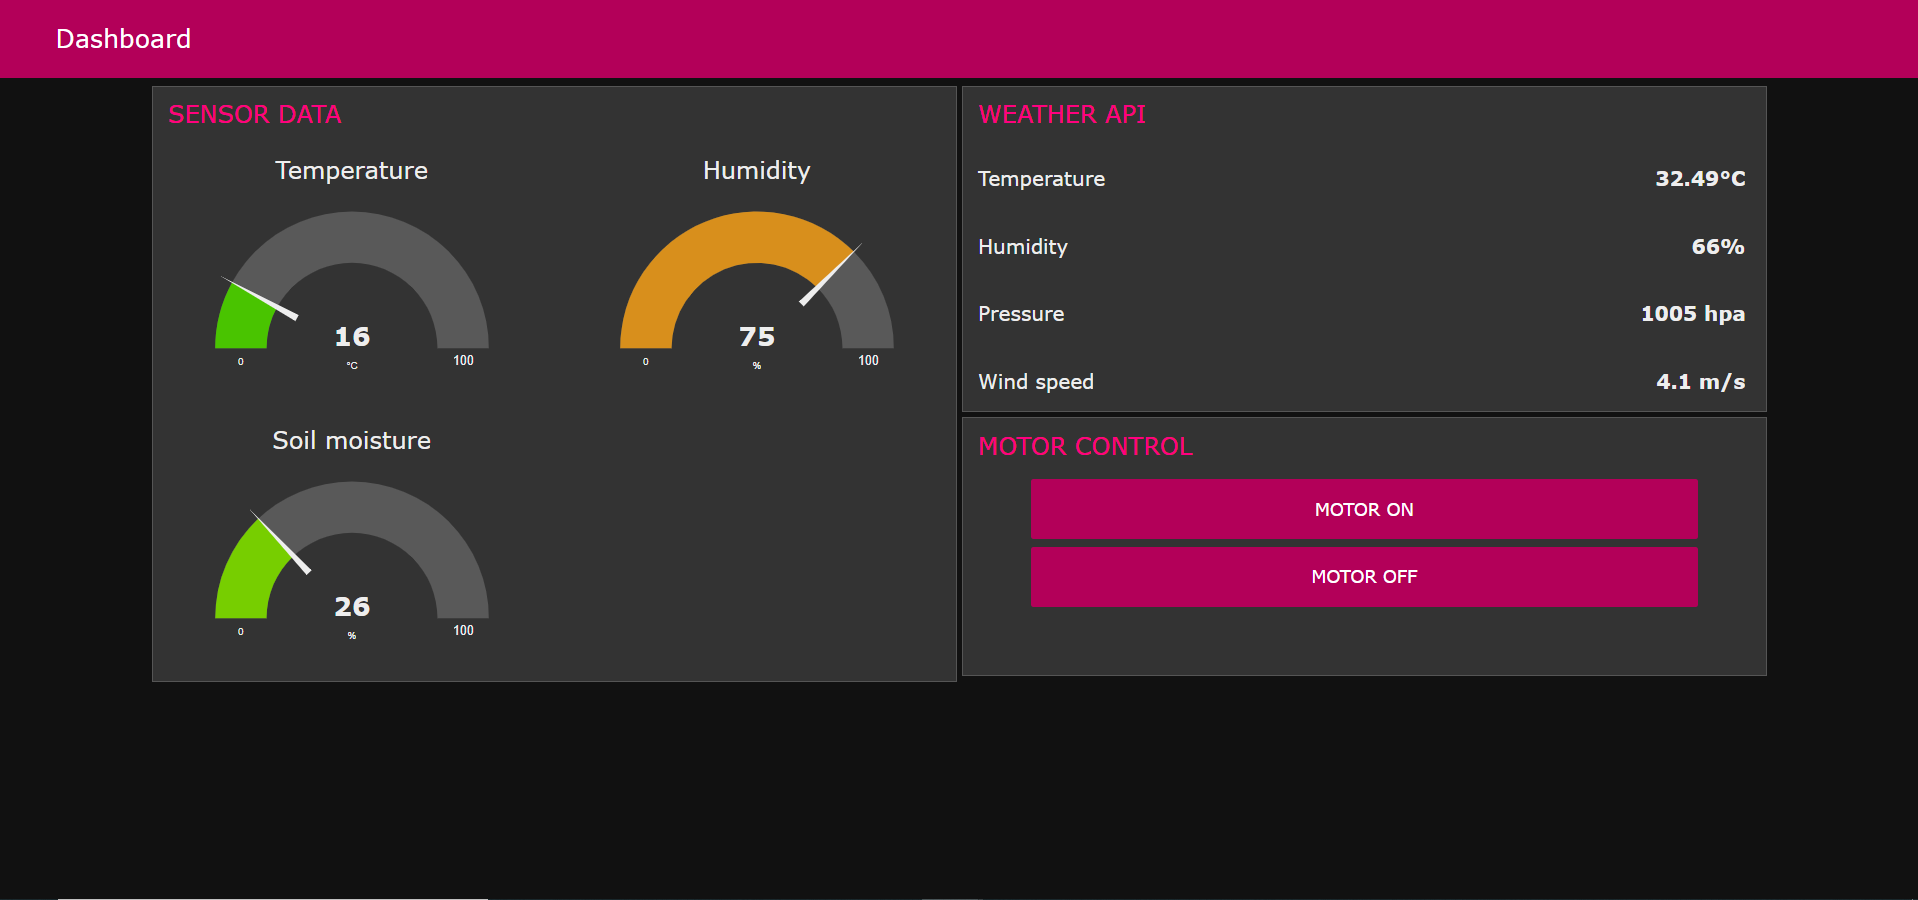 Dashboard
SENSOR DATA
Temperature
16
°C
0
100
Humidity
75
%
0
100
Soil moisture
26
%
0
100
WEATHER API
Temperature 32.49°C
Humidity 66%
Pressure 1005 hpa
Wind speed 4.1 m/s
MOTOR CONTROL
MOTOR ON
MOTOR OFF